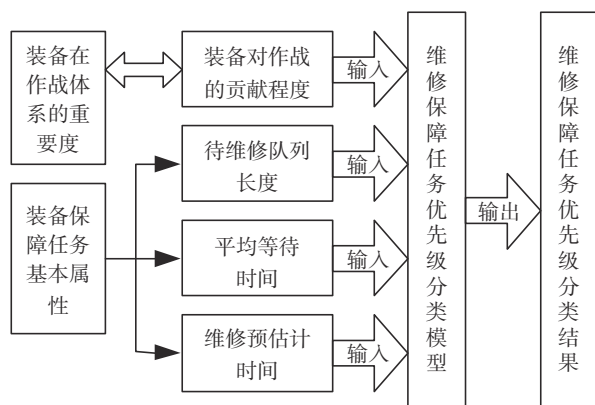 装备在
作战体
系的重
要度
装备对作战
的贡献程度
输入
待维修队列
长度
输入
装备保
障任务
基本属
性
平均等待
时间
输入
维修预估计
时间
输入
维修保障任务优先级分类模型
输出
维修保障任务优先级分类结果